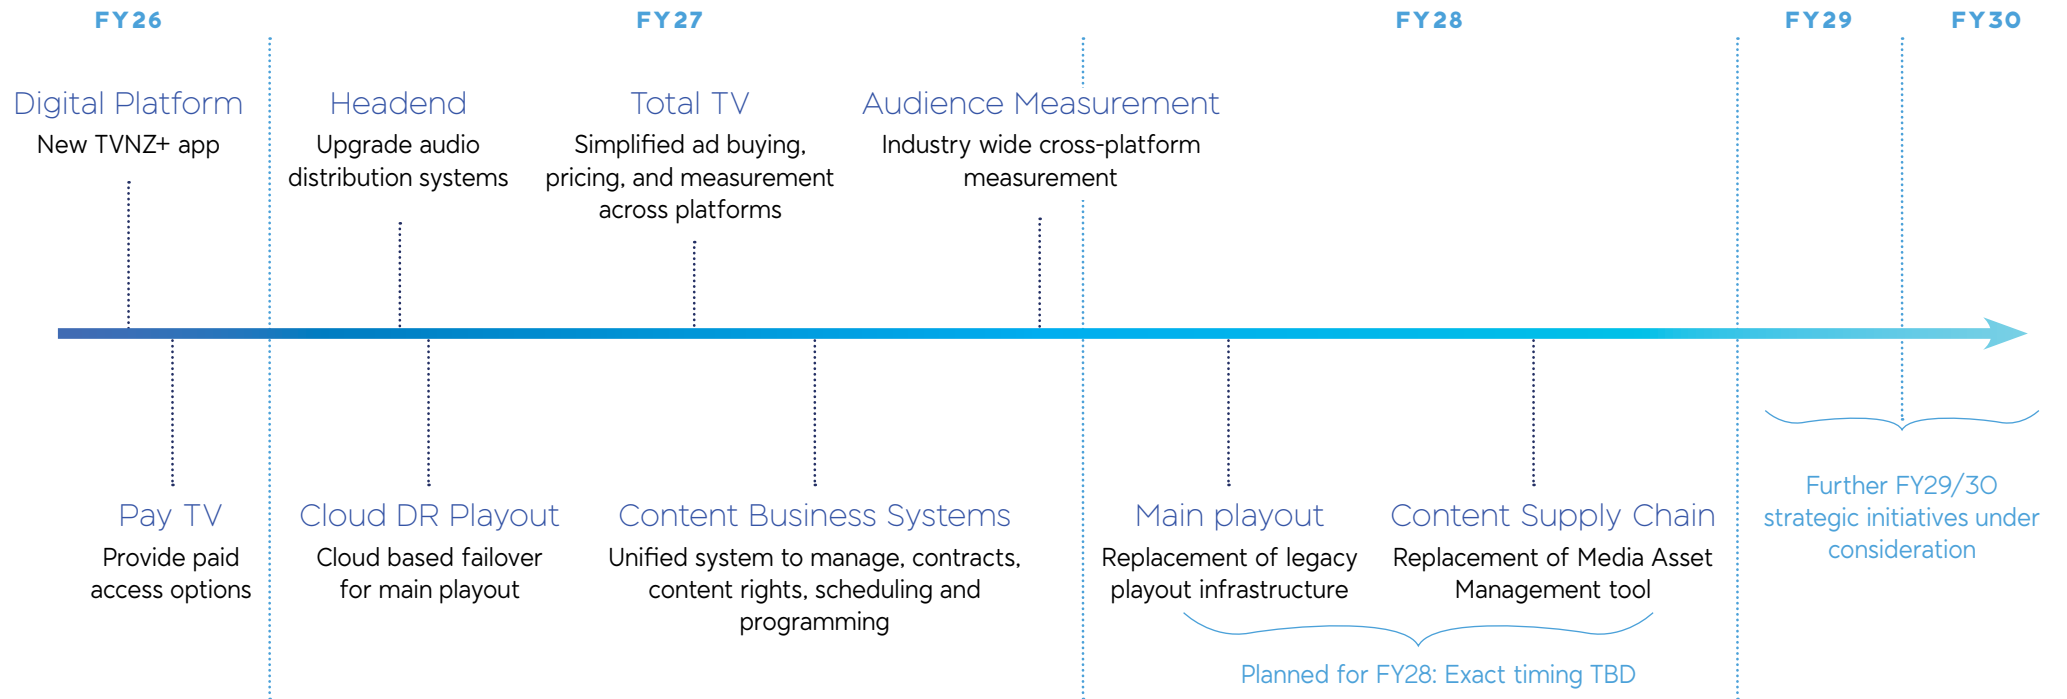 FY26
FY27
FY28
FY29
FY30
Digital Platform
New TVNZ+ app
Headend
Upgrade audio
distribution systems
Total TV
Simplified ad buying,
pricing, and measurement
across platforms
Audience Measurement
Industry wide cross-platform
measurement
Pay TV
Provide paid
access options
Cloud DR Playout
Cloud based failover
for main playout
Content Business Systems
Unified system to manage, contracts,
content rights, scheduling and
programming
Main playout
Replacement of legacy
playout infrastructure
Content Supply Chain
Replacement of Media Asset
Management tool
Planned for FY28: Exact timing TBD
Further FY29/30
strategic initiatives under
consideration